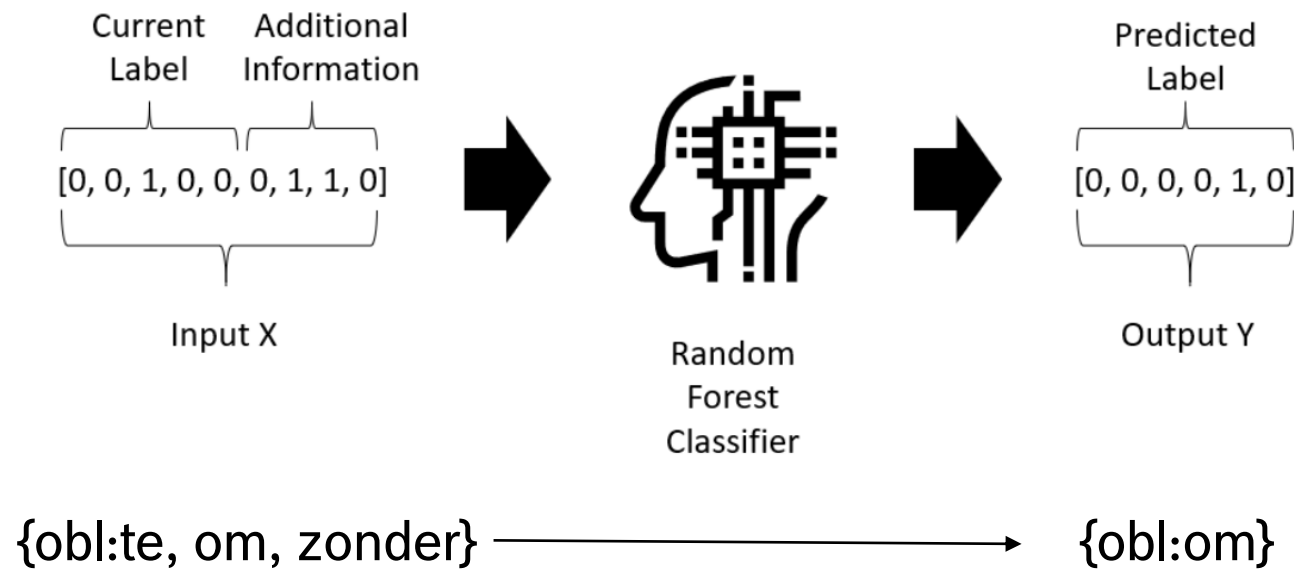 Current
Label
Additional
Information
[0, 0, 1, 0, 0, 0, 1, 1, 0]
Input X
Random
Forest
Classifier
Predicted
Label
[0, 0, 0, 0, 1, 0]
Output Y
{obl:te, om, zonder}
{obl:om}